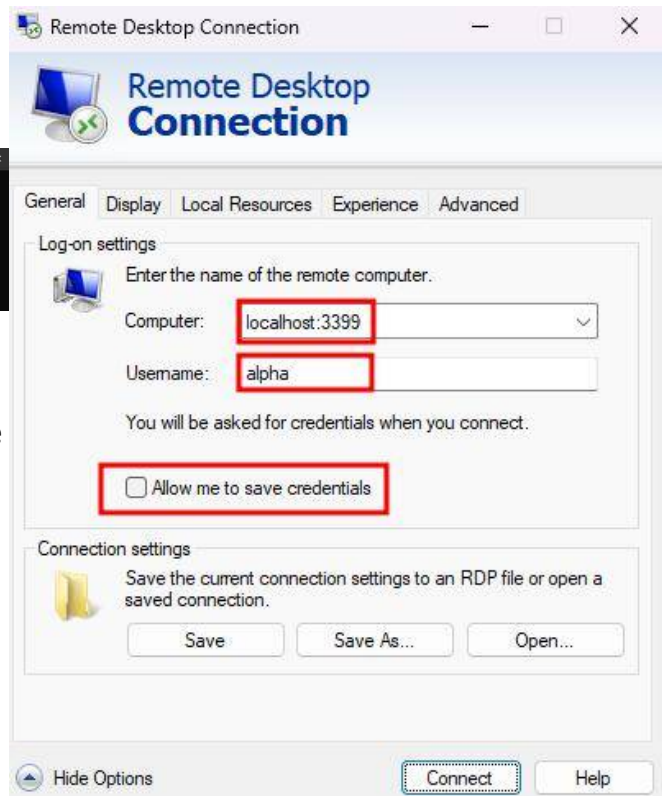 Remote Desktop Connection
Remote Desktop
Connection
General Display Local Resources Experience Advanced
Log-on settings
Enter the name of the remote computer.
Computer: localhost:3399
Username: alpha
You will be asked for credentials when you connect.
Allow me to save credentials
Connection settings
Save the current connection settings to an RDP file or open a
saved connection.
Save Save As... Open...
Hide Options Connect Help